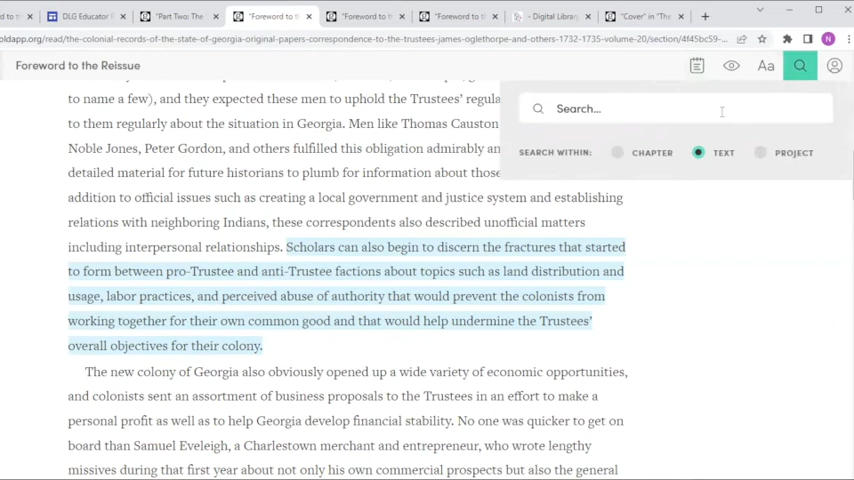 DLG Educator R
"Part Two: The
"Foreword to th
"Foreword to th
"Foreword to th
- Digital Library
"Cover" in "The
oldapp.org/read/the-colonial-records-of-the-state-of-georgia-original-papers-correspondence-to-the-trustees-james-oglethorpe-and-others-1732-1735-volume-20/section/4f45bc59-...
N
Foreword to the Reissue
Aa
Search...
SEARCH WITHIN:
CHAPTER
TEXT
PROJECT
to name a few), and they expected these men to uphold the Trustees' regula
to them regularly about the situation in Georgia. Men like Thomas Causton
Noble Jones, Peter Gordon, and others fulfilled this obligation admirably an
detailed material for future historians to plumb for information about those
addition to official issues such as creating a local government and justice system and establishing
relations with neighboring Indians, these correspondents also described unofficial matters
including interpersonal relationships. Scholars can also begin to discern the fractures that started
to form between pro-Trustee and anti-Trustee factions about topics such as land distribution and
usage, labor practices, and perceived abuse of authority that would prevent the colonists from
working together for their own common good and that would help undermine the Trustees'
overall objectives for their colony.
The new colony of Georgia also obviously opened up a wide variety of economic opportunities,
and colonists sent an assortment of business proposals to the Trustees in an effort to make a
personal profit as well as to help Georgia develop financial stability. No one was quicker to get on
board than Samuel Eveleigh, a Charlestown merchant and entrepreneur, who wrote lengthy
missives during that first year about not only his own commercial prospects but also the general